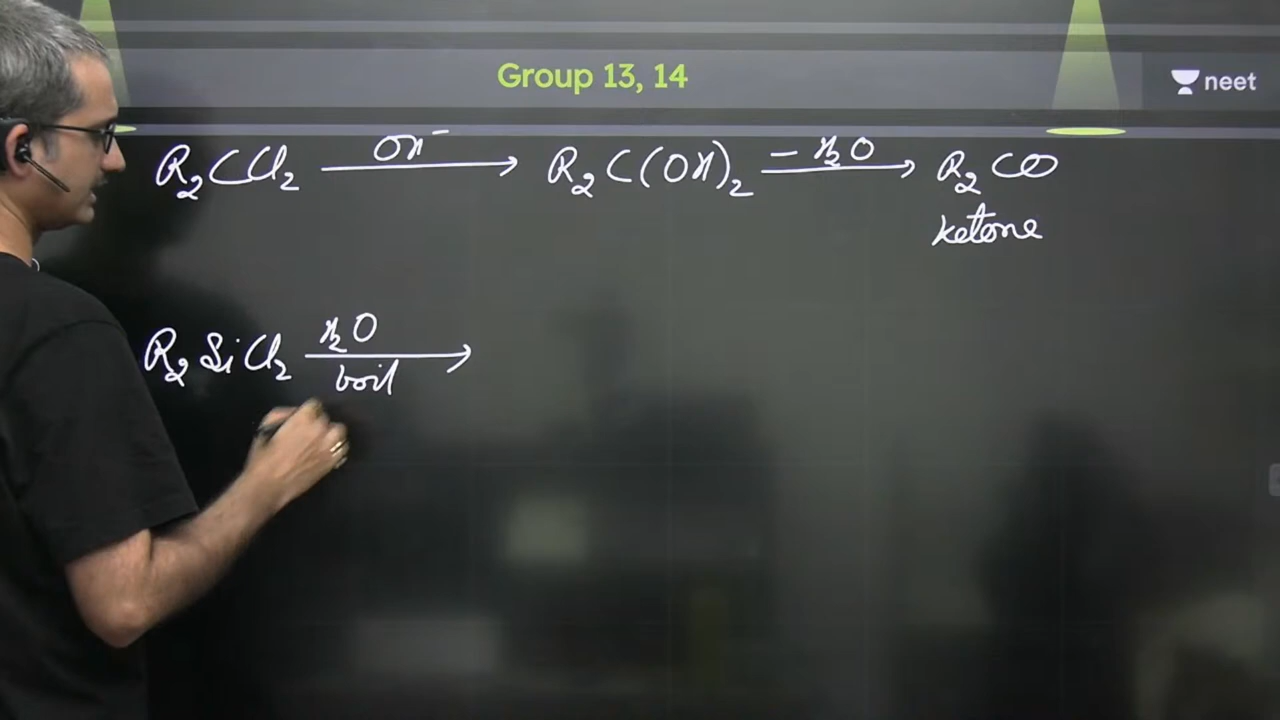 Group 13, 14
neet
R₂CCl₂ —OH⁻→ R₂C(OH)₂ —-H₂O→ R₂CO
ketone
R₂SiCl₂ —H₂O/boil→